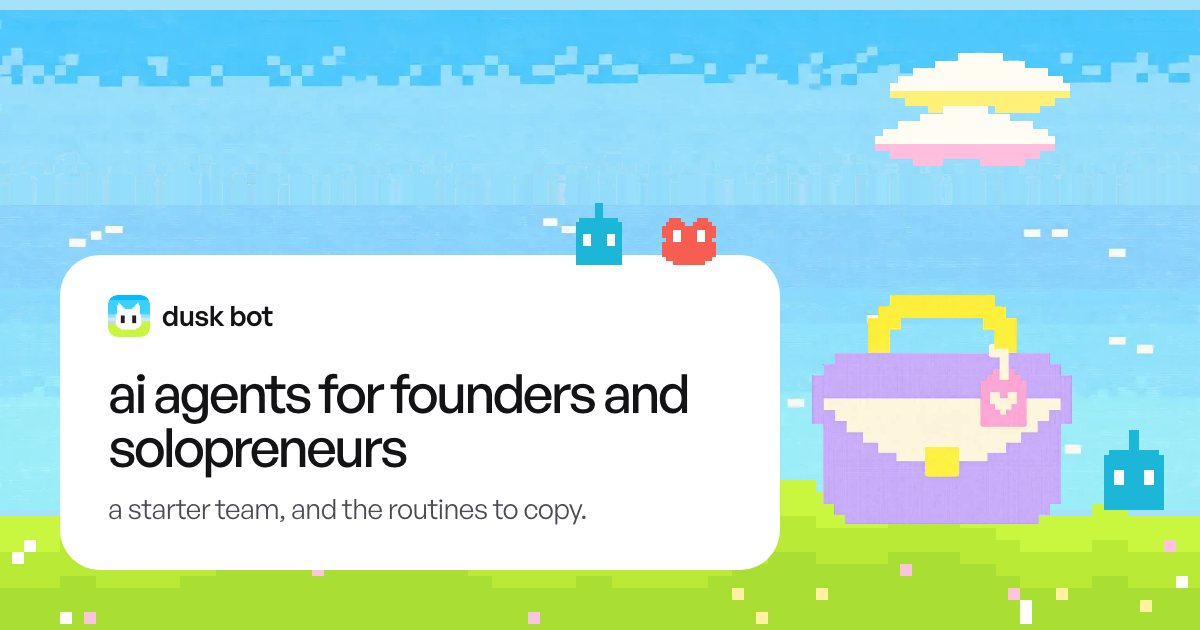 dusk bot
ai agents for founders and
solopreneurs
a starter team, and the routines to copy.